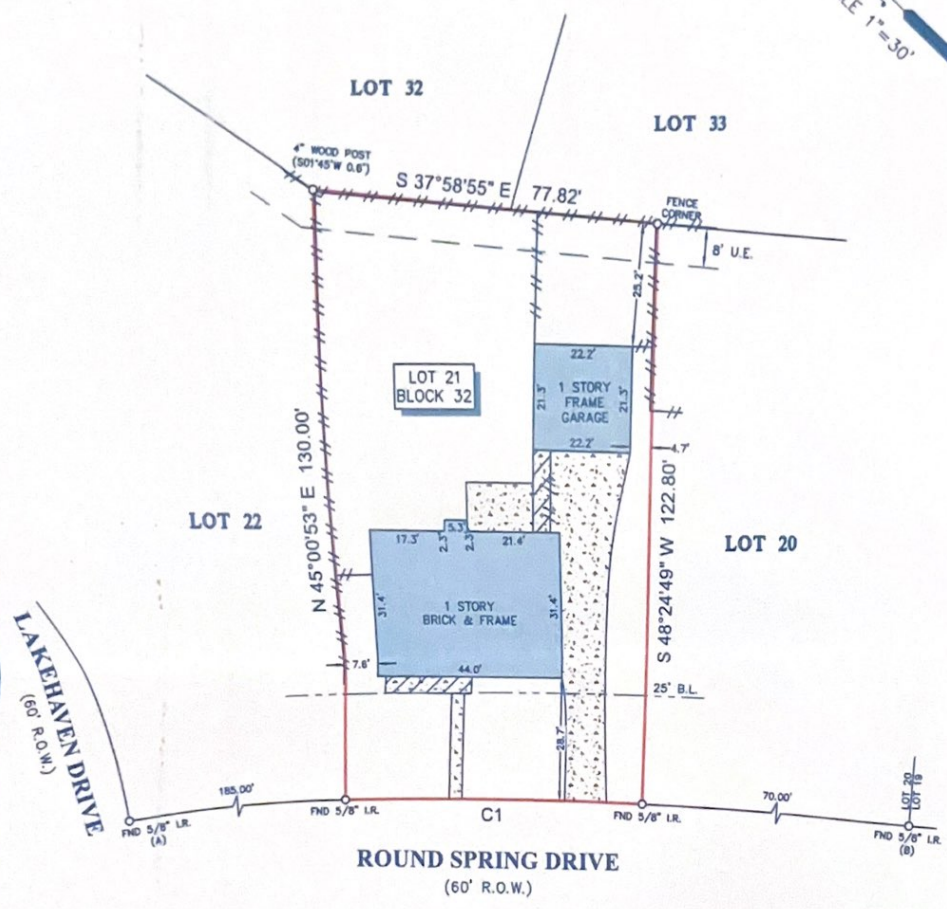 LE 1"=30'
LOT 32
LOT 33
4" WOOD POST
(S01°45'W 0.6')
S 37°58'55" E 77.82'
FENCE
CORNER
8' U.E.
25.2'
22.2'
LOT 21
BLOCK 32
21.3'
1 STORY
FRAME
GARAGE
21.3'
22.2'
4.7'
N 45°00'53" E 130.00'
S 48°24'49" W 122.80'
LOT 22
LOT 20
5.3'
17.3'
2.3'
2.3'
21.4'
31.4'
1 STORY
BRICK & FRAME
31.4'
7.6'
44.0'
25' B.L.
28.7'
LAKEHAVEN DRIVE
(60' R.O.W.)
185.00'
70.00'
LOT 20
LOT 19
FND 5/8" I.R.
(A)
FND 5/8" I.R.
C1
FND 5/8" I.R.
FND 5/8" I.R.
(B)
ROUND SPRING DRIVE
(60' R.O.W.)